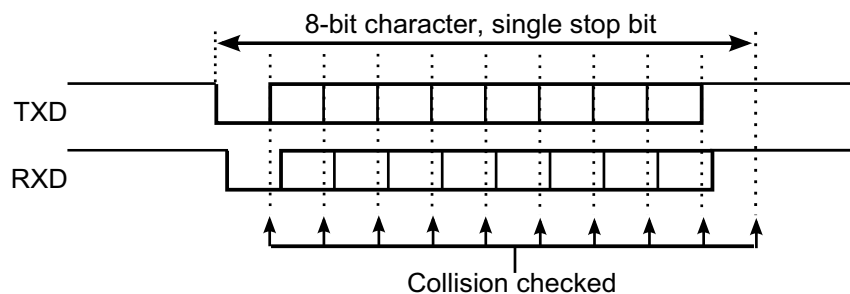 8-bit character, single stop bit
TXD
RXD
Collision checked